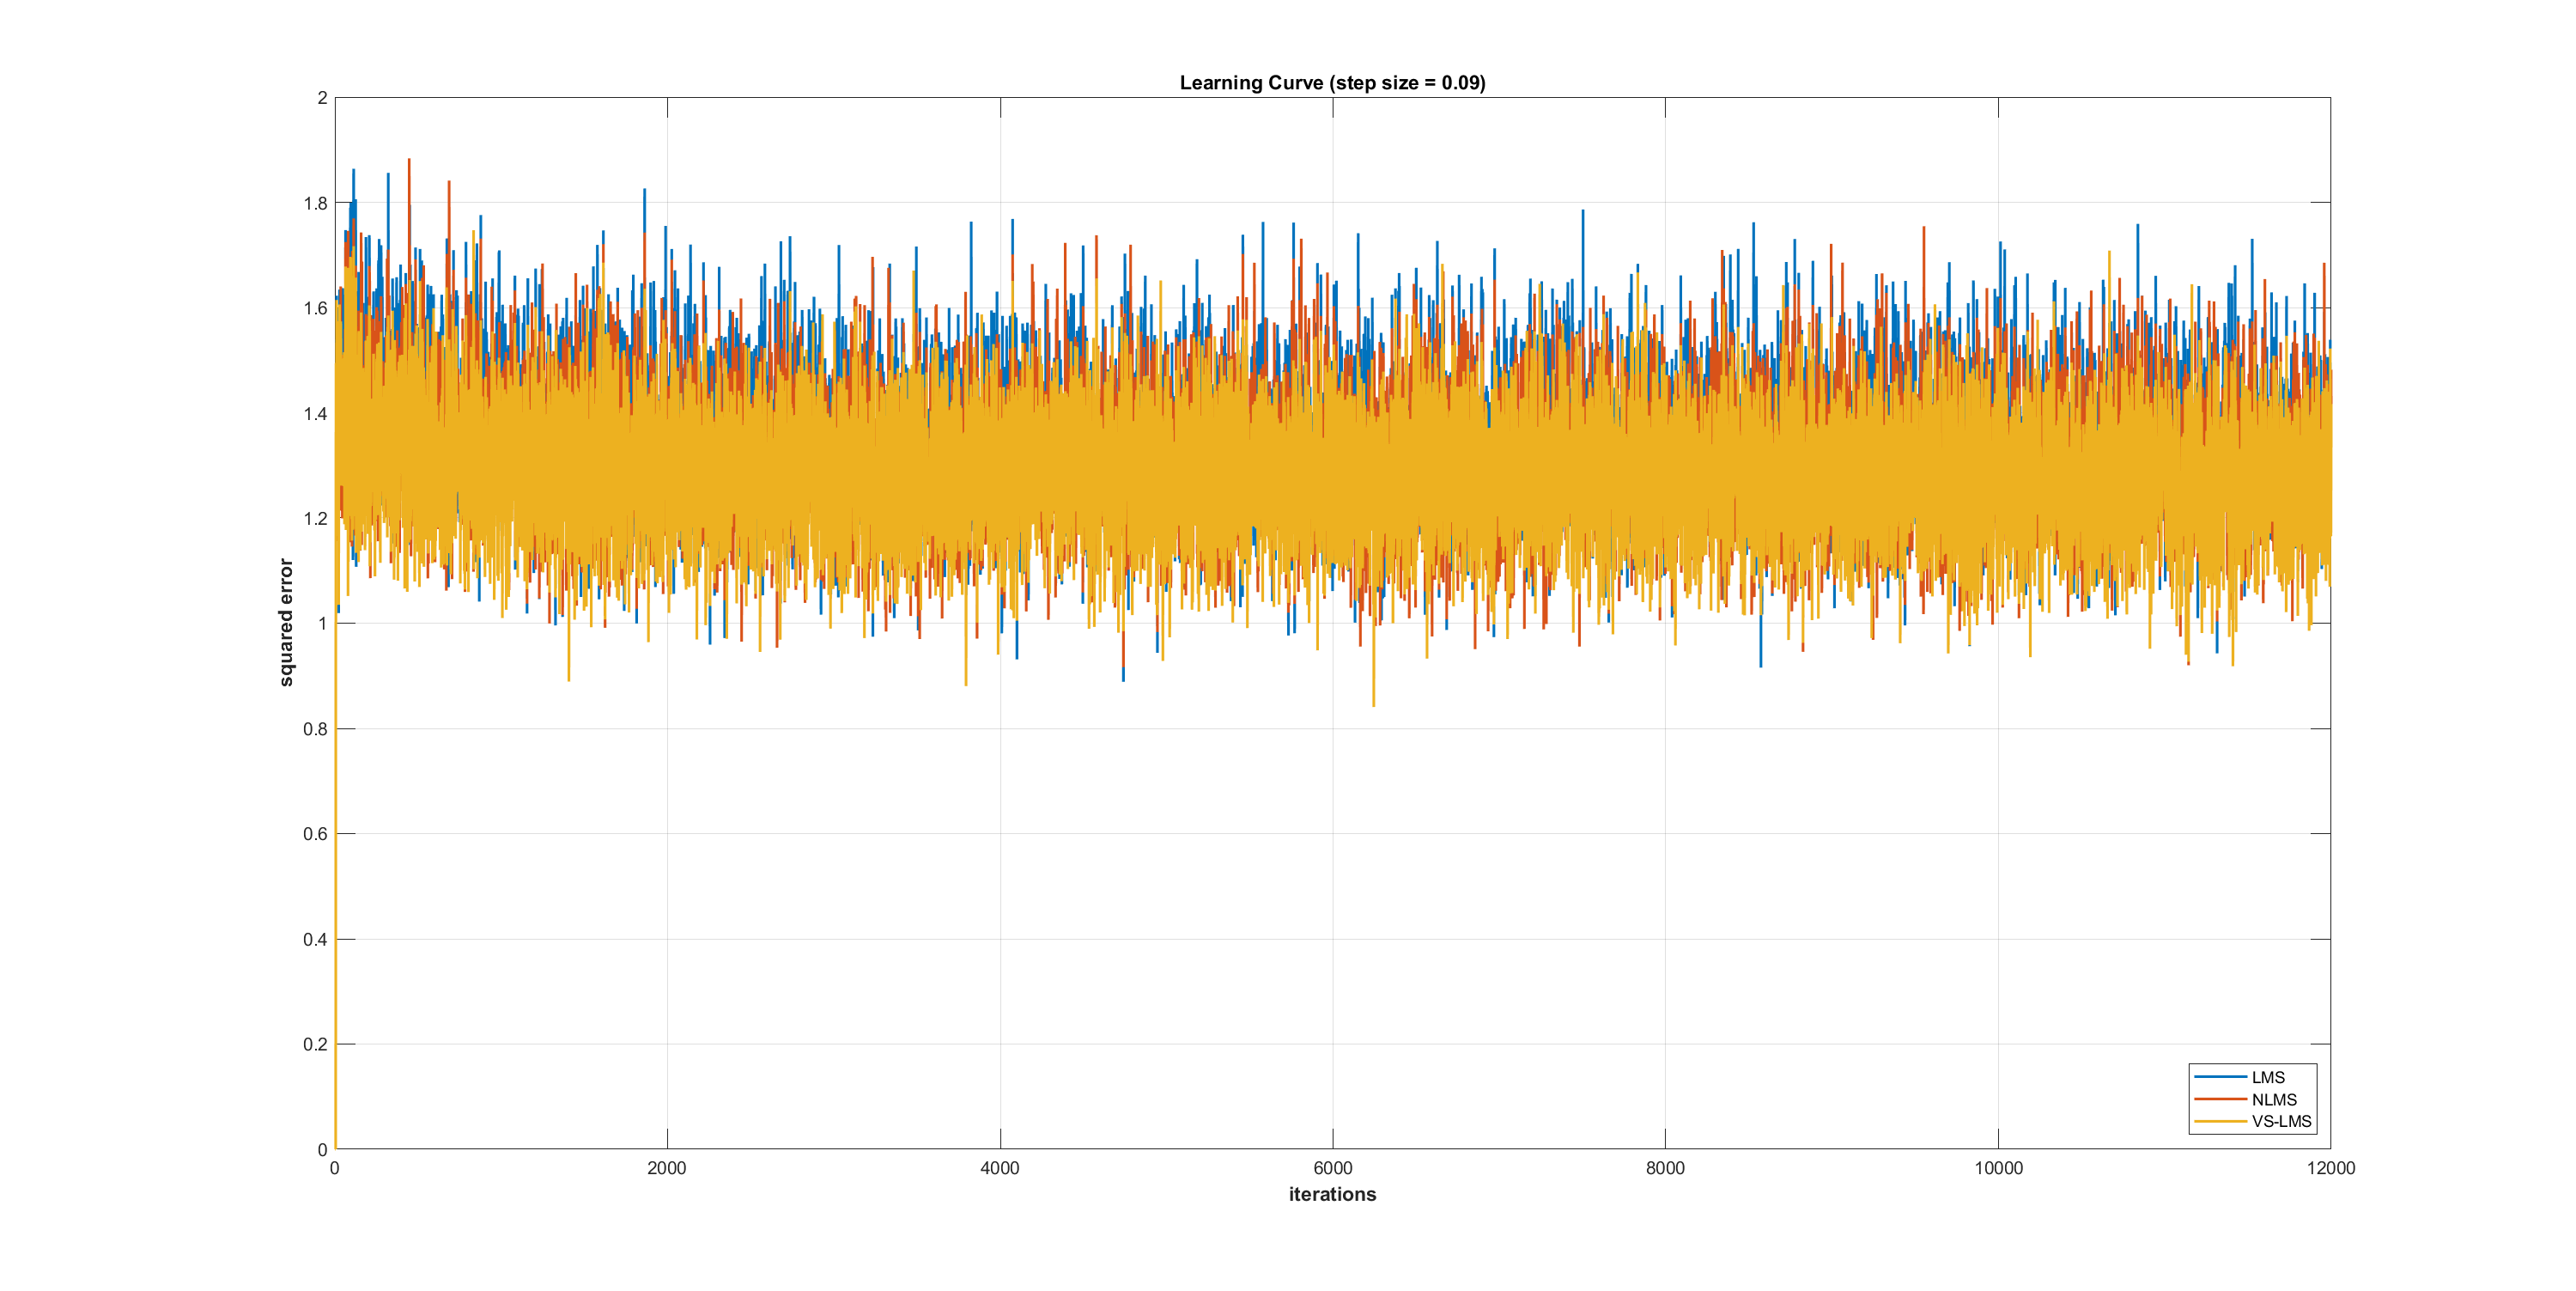 Learning Curve (step size = 0.09)
2
1.8
1.6
1.4
1.2
1
0.8
0.6
0.4
0.2
0
squared error
0 2000 4000 6000 8000 10000 12000
iterations
LMS
NLMS
VS-LMS